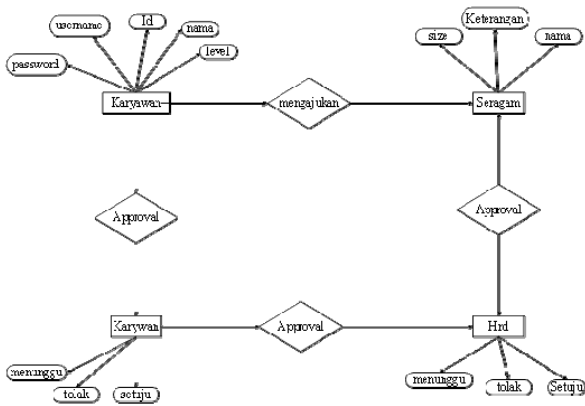 Keterangan
username
Id
nama
size
nama
level
password
Karyawan
mengajukan
Seragam
Approval
Approval
Karywan
Approval
Hrd
menunggu
tolak
setuju
menunggu
tolak
Setuju